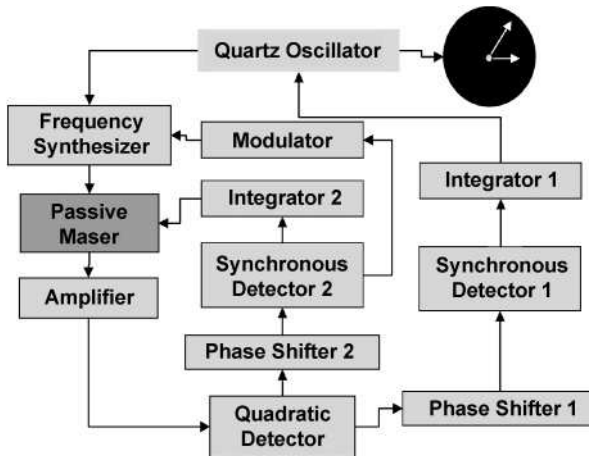 Quartz Oscillator
Frequency
Synthesizer
Modulator
Passive
Maser
Integrator 2
Integrator 1
Amplifier
Synchronous
Detector 2
Synchronous
Detector 1
Phase Shifter 2
Quadratic
Detector
Phase Shifter 1